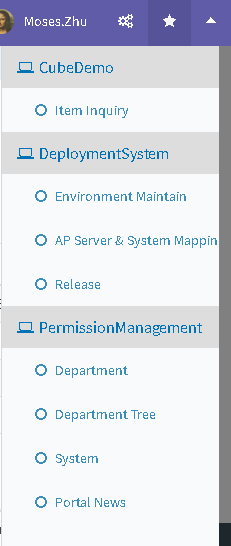 Moses.Zhu
CubeDemo
Item Inquiry
DeploymentSystem
Environment Maintain
AP Server & System Mappin
Release
PermissionManagement
Department
Department Tree
System
Portal News